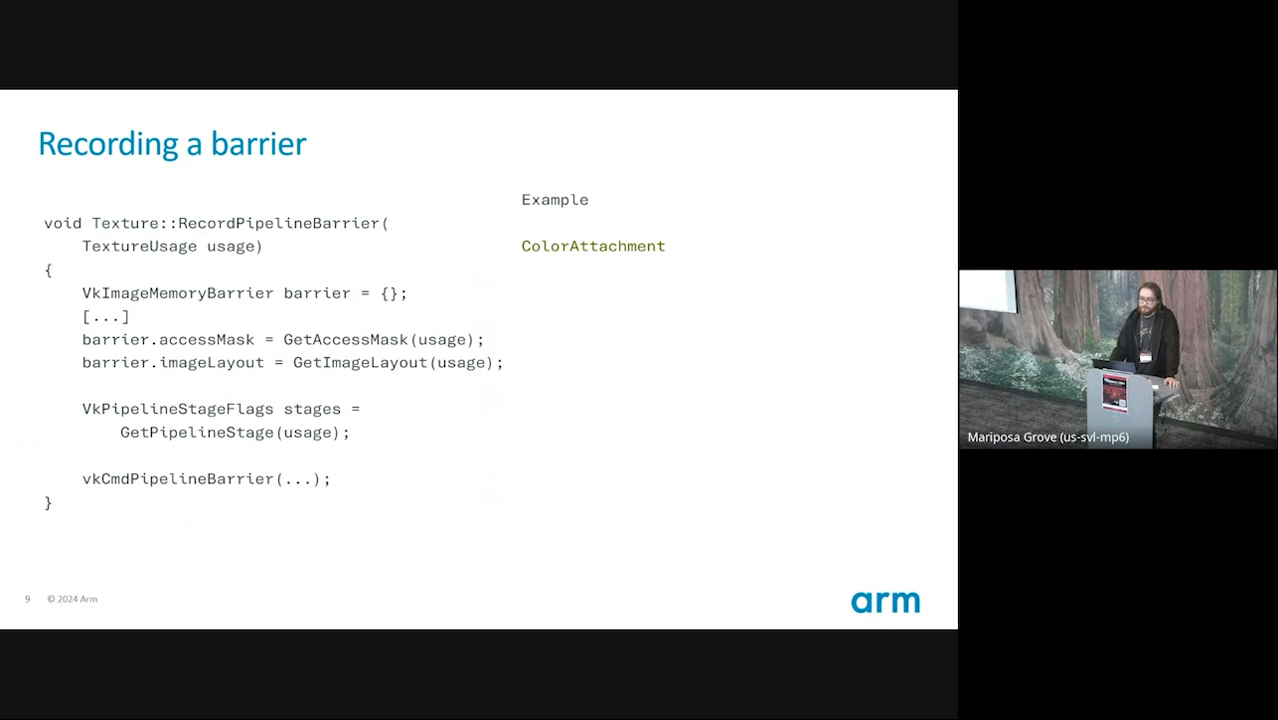 Recording a barrier
void Texture::RecordPipelineBarrier(
TextureUsage usage)
{
VkImageMemoryBarrier barrier = {};
[...]
barrier.accessMask = GetAccessMask(usage);
barrier.imageLayout = GetImageLayout(usage);
VkPipelineStageFlags stages =
GetPipelineStage(usage);
vkCmdPipelineBarrier(...);
}
Example
ColorAttachment
9 © 2024 Arm
arm
Mariposa Grove (us-svl-mp6)